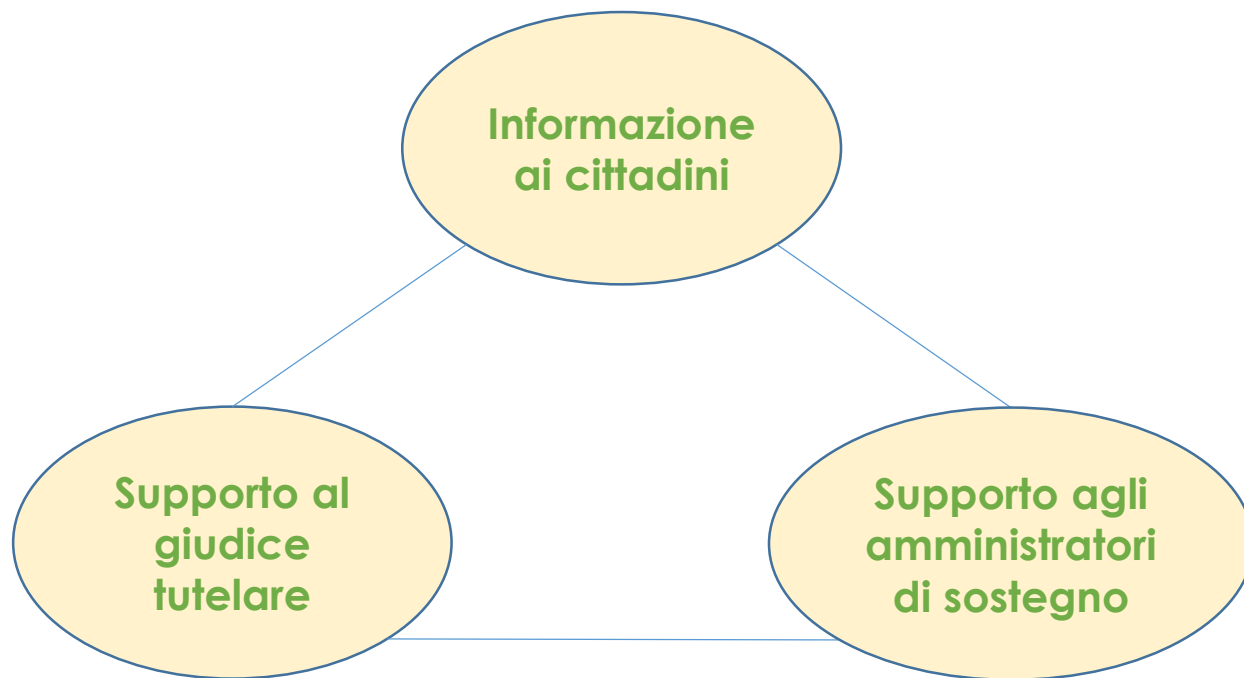 Informazione
ai cittadini
Supporto al
giudice
tutelare
Supporto agli
amministratori
di sostegno